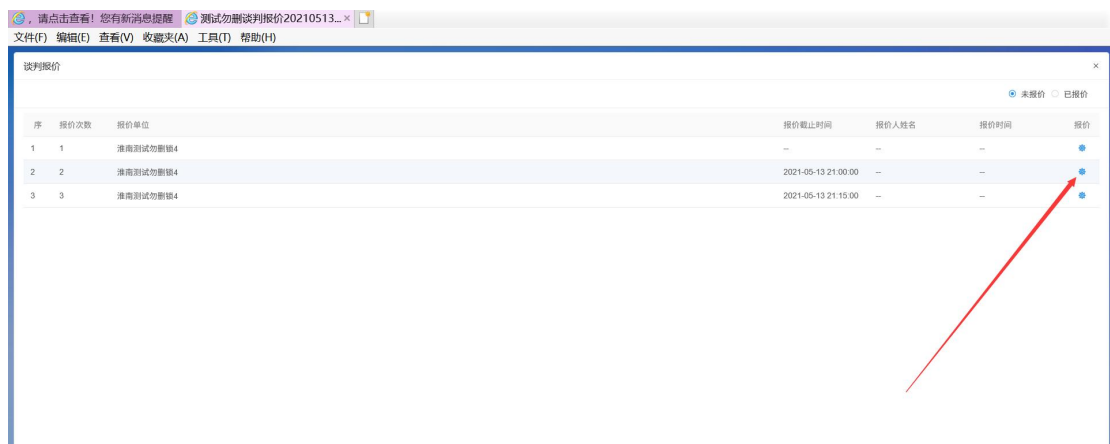 ，请点击查看！您有新消息提醒 测试勿删谈判报价20210513... ×
文件(F) 编辑(E) 查看(V) 收藏夹(A) 工具(T) 帮助(H)
谈判报价 ×
未报价 已报价
序 报价次数 报价单位 报价截止时间 报价人姓名 报价时间 报价
1 1 淮南测试勿删锁4 -- -- --
2 2 淮南测试勿删锁4 2021-05-13 21:00:00 -- --
3 3 淮南测试勿删锁4 2021-05-13 21:15:00 -- --